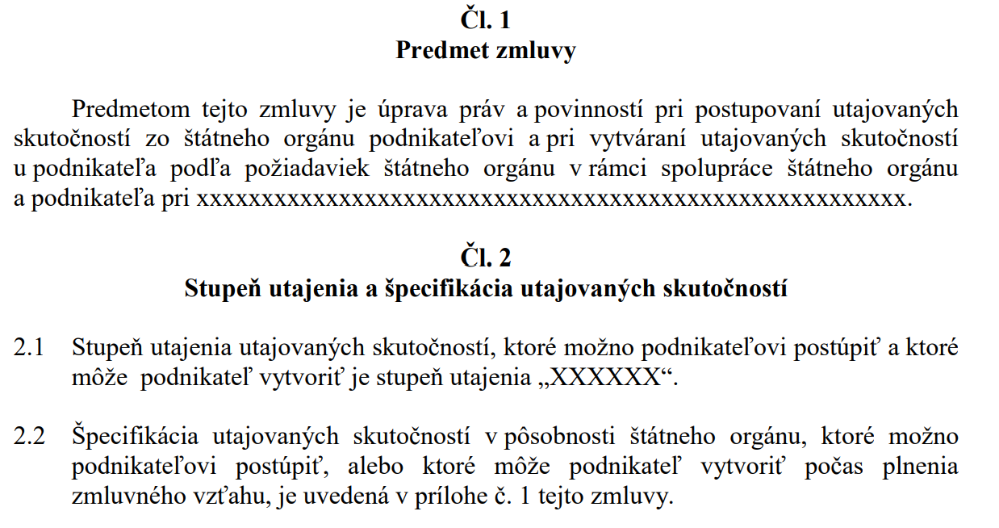 Čl. 1
Predmet zmluvy
Predmetom tejto zmluvy je úprava práv a povinností pri postupovaní utajovaných
skutočností zo štátneho orgánu podnikateľovi a pri vytváraní utajovaných skutočností
u podnikateľa podľa požiadaviek štátneho orgánu v rámci spolupráce štátneho orgánu
a podnikateľa pri xxxxxxxxxxxxxxxxxxxxxxxxxxxxxxxxxxxxxxxxxxxxxxxxxxxxxxx.
Čl. 2
Stupeň utajenia a špecifikácia utajovaných skutočností
2.1 Stupeň utajenia utajovaných skutočností, ktoré možno podnikateľovi postúpiť a ktoré
môže podnikateľ vytvoriť je stupeň utajenia „XXXXXX“.
2.2 Špecifikácia utajovaných skutočností v pôsobnosti štátneho orgánu, ktoré možno
podnikateľovi postúpiť, alebo ktoré môže podnikateľ vytvoriť počas plnenia
zmluvného vzťahu, je uvedená v prílohe č. 1 tejto zmluvy.